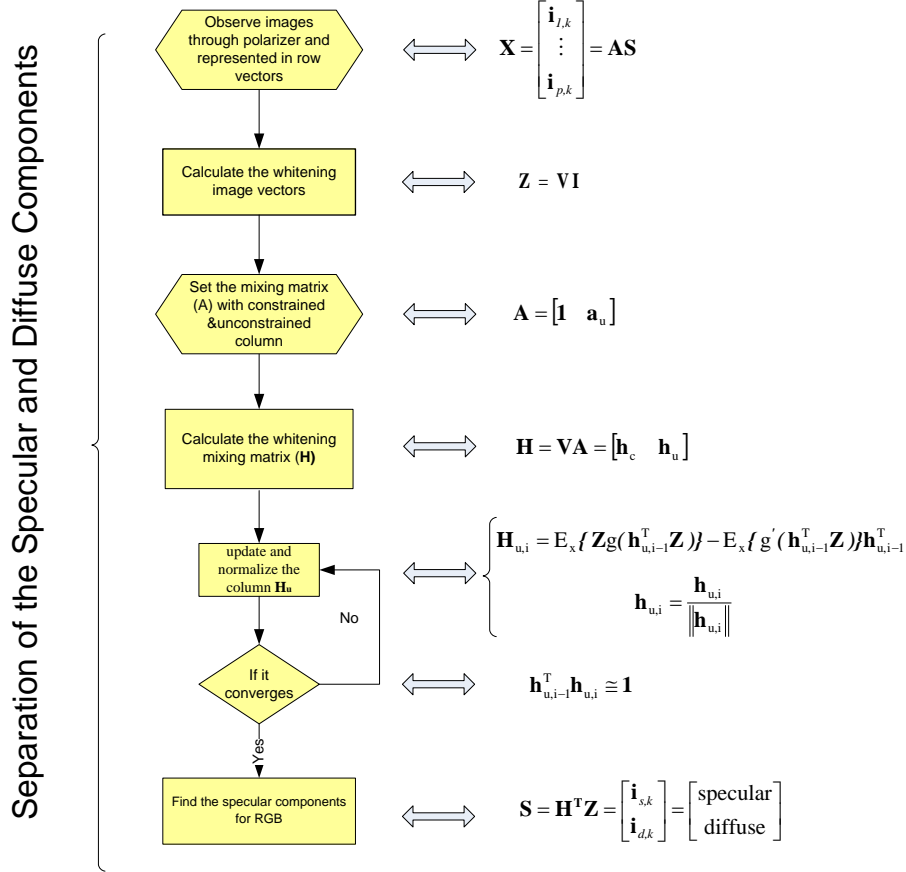 Separation of the Specular and Diffuse Components
Observe images
through polarizer and
represented in row
vectors
X = [i1,k ⋮ ip,k] = AS
Calculate the whitening
image vectors
Z = VI
Set the mixing matrix
(A) with constrained
&unconstrained
column
A = [1 au]
Calculate the whitening
mixing matrix (H)
H = VA = [hc hu]
update and
normalize the
column Hu
Hu,i = Ex{ Zg(hᵀu,i−1Z)} − Ex{ g′(hᵀu,i−1Z)}hᵀu,i−1
hu,i = hu,i / ‖hu,i‖
No
If it
converges
hᵀu,i−1hu,i ≅ 1
Yes
Find the specular components
for RGB
S = HᵀZ = [is,k id,k] = [specular diffuse]